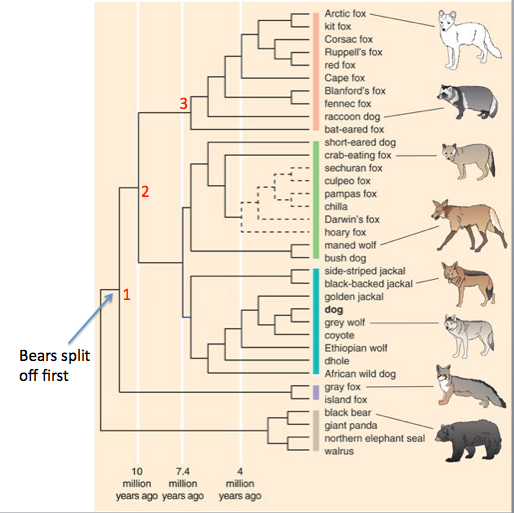 Arctic fox
kit fox
Corsac fox
Ruppell's fox
red fox
Cape fox
Blanford's fox
fennec fox
3
raccoon dog
bat-eared fox
short-eared dog
crab-eating fox
sechuran fox
culpeo fox
2
pampas fox
chilla
Darwin's fox
hoary fox
maned wolf
bush dog
side-striped jackal
black-backed jackal
1
golden jackal
dog
grey wolf
coyote
Ethiopian wolf
dhole
African wild dog
Bears split
off first
gray fox
island fox
black bear
giant panda
northern elephant seal
walrus
10
million
years ago
7.4
million
years ago
4
million
years ago